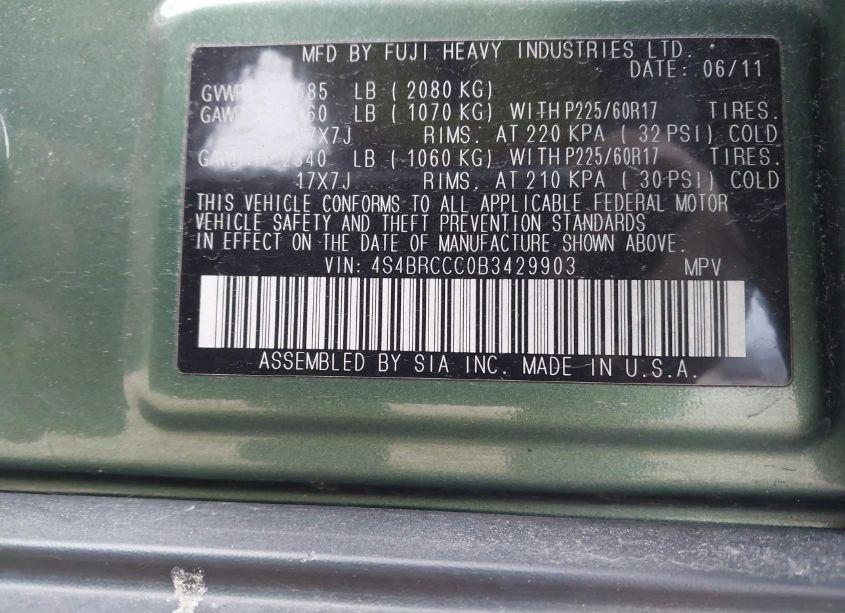 MFD BY FUJI HEAVY INDUSTRIES LTD.
DATE: 06/11
LB ( 2080 KG)
LB ( 1070 KG) WITH P225/60R17 TIRES.
17X7J RIMS. AT 220 KPA ( 32 PSI) COLD
2340 LB ( 1060 KG) WITH P225/60R17 TIRES.
17X7J RIMS. AT 210 KPA ( 30 PSI) COLD
THIS VEHICLE CONFORMS TO ALL APPLICABLE FEDERAL MOTOR
VEHICLE SAFETY AND THEFT PREVENTION STANDARDS
IN EFFECT ON THE DATE OF MANUFACTURE SHOWN ABOVE.
VIN: 4S4BRCCC0B3429903 MPV
ASSEMBLED BY SIA INC. MADE IN U.S.A.